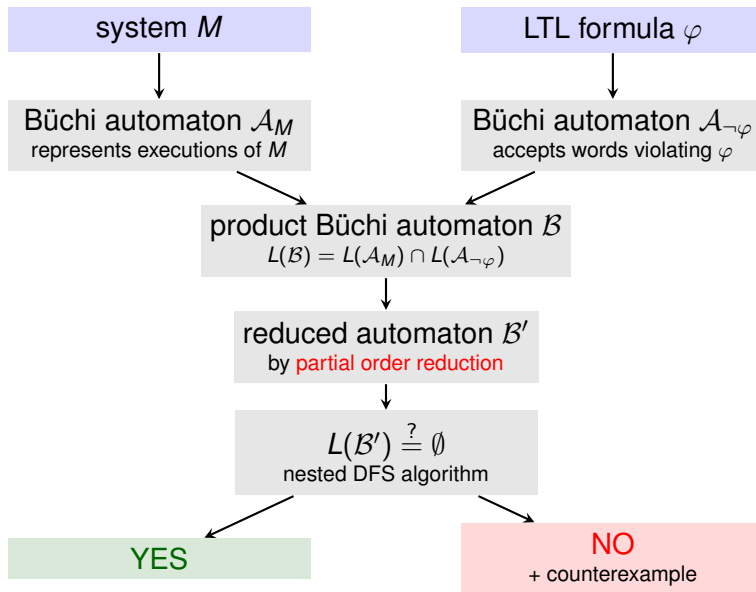 system M
LTL formula φ
Büchi automaton 𝒜_M
represents executions of M
Büchi automaton 𝒜_¬φ
accepts words violating φ
product Büchi automaton ℬ
L(ℬ) = L(𝒜_M) ∩ L(𝒜_¬φ)
reduced automaton ℬ′
by partial order reduction
L(ℬ′) ≟ ∅
nested DFS algorithm
YES
NO
+ counterexample